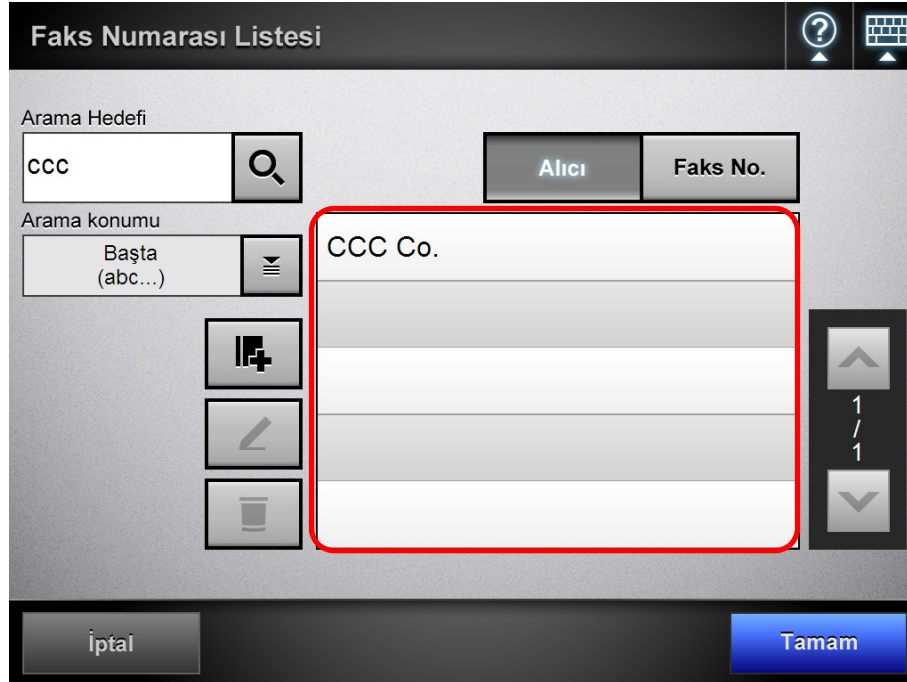 Faks Numarası Listesi
?
Arama Hedefi
ccc
Alıcı
Faks No.
Arama konumu
Başta
(abc...)
CCC Co.
1
/
1
İptal
Tamam